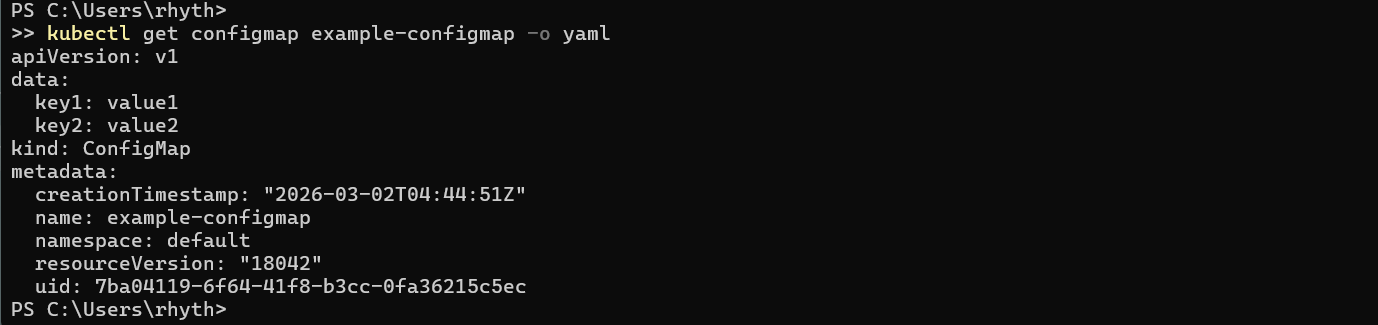 PS C:\Users\rhyth>
>> kubectl get configmap example-configmap -o yaml
apiVersion: v1
data:
  key1: value1
  key2: value2
kind: ConfigMap
metadata:
  creationTimestamp: "2026-03-02T04:44:51Z"
  name: example-configmap
  namespace: default
  resourceVersion: "18042"
  uid: 7ba04119-6f64-41f8-b3cc-0fa36215c5ec
PS C:\Users\rhyth>